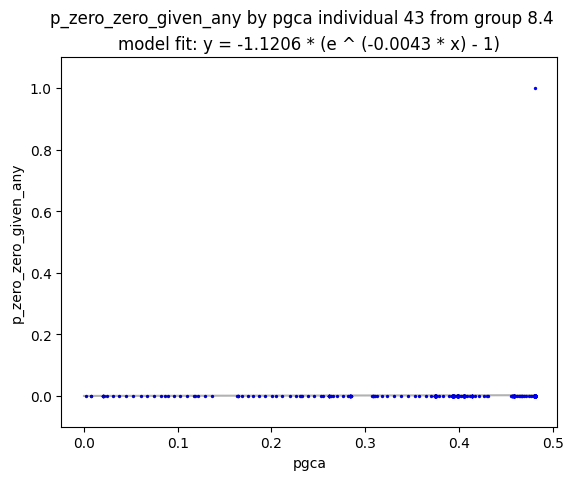 p_zero_zero_given_any by pgca individual 43 from group 8.4
model fit: y = -1.1206 * (e ^ (-0.0043 * x) - 1)
1.0
0.8
0.6
0.4
0.2
0.0
p_zero_zero_given_any
0.0 0.1 0.2 0.3 0.4 0.5
pgca